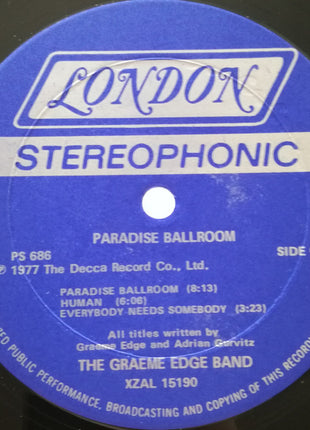 LONDON
STEREOPHONIC
PARADISE BALLROOM
PS 686
SIDE
℗ 1977 The Decca Record Co., Ltd.
PARADISE BALLROOM (8:13)
HUMAN (6:06)
EVERYBODY NEEDS SOMEBODY (3:23)
All titles written by
Graeme Edge and Adrian Gurvitz
THE GRAEME EDGE BAND
XZAL 15190
PUBLIC PERFORMANCE, BROADCASTING AND COPYING OF THIS RECORD